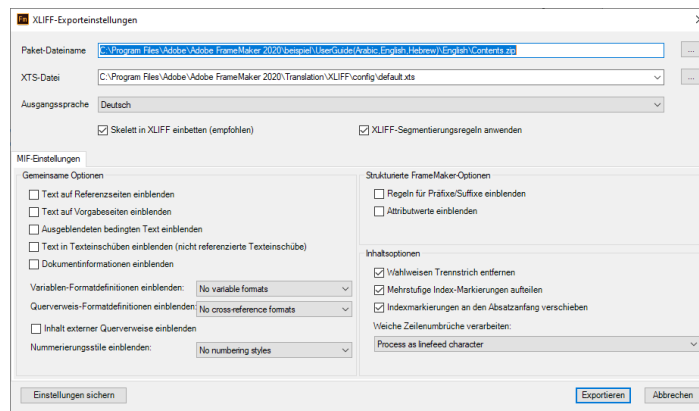 Fm XLIFF-Exporteinstellungen
Paket-Dateiname C:\Program Files\Adobe\Adobe FrameMaker 2020\beispiel\UserGuide(Arabic,English,Hebrew)\English\Contents.zip ...
XTS-Datei C:\Program Files\Adobe\Adobe FrameMaker 2020\Translation\XLIFF\config\default.xts ...
Ausgangssprache Deutsch
Skelett in XLIFF einbetten (empfohlen) XLIFF-Segmentierungsregeln anwenden
MIF-Einstellungen
Gemeinsame Optionen
Text auf Referenzseiten einblenden
Text auf Vorgabeseiten einblenden
Ausgeblendeten bedingten Text einblenden
Text in Texteinschüben einblenden (nicht referenzierte Texteinschübe)
Dokumentinformationen einblenden
Variablen-Formatdefinitionen einblenden: No variable formats
Querverweis-Formatdefinitionen einblenden: No cross-reference formats
Inhalt externer Querverweise einblenden
Nummerierungsstile einblenden: No numbering styles
Strukturierte FrameMaker-Optionen
Regeln für Präfixe/Suffixe einblenden
Attributwerte einblenden
Inhaltsoptionen
Wahlweisen Trennstrich entfernen
Mehrstufige Index-Markierungen aufteilen
Indexmarkierungen an den Absatzanfang verschieben
Weiche Zeilenumbrüche verarbeiten:
Process as linefeed character
Einstellungen sichern Exportieren Abbrechen